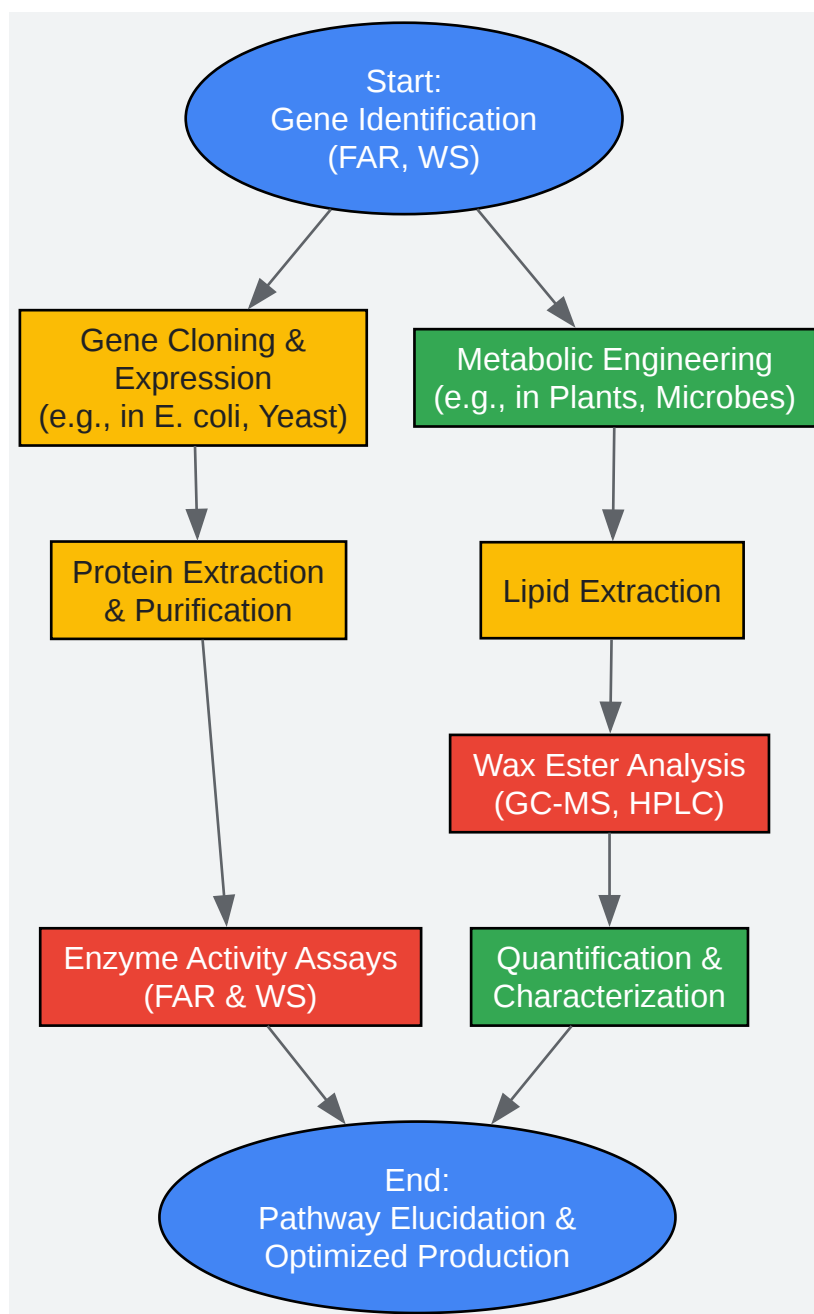 Start:
Gene Identification
(FAR, WS)
Gene Cloning &
Expression
(e.g., in E. coli, Yeast)
Metabolic Engineering
(e.g., in Plants, Microbes)
Protein Extraction
& Purification
Lipid Extraction
Wax Ester Analysis
(GC-MS, HPLC)
Enzyme Activity Assays
(FAR & WS)
Quantification &
Characterization
End:
Pathway Elucidation &
Optimized Production